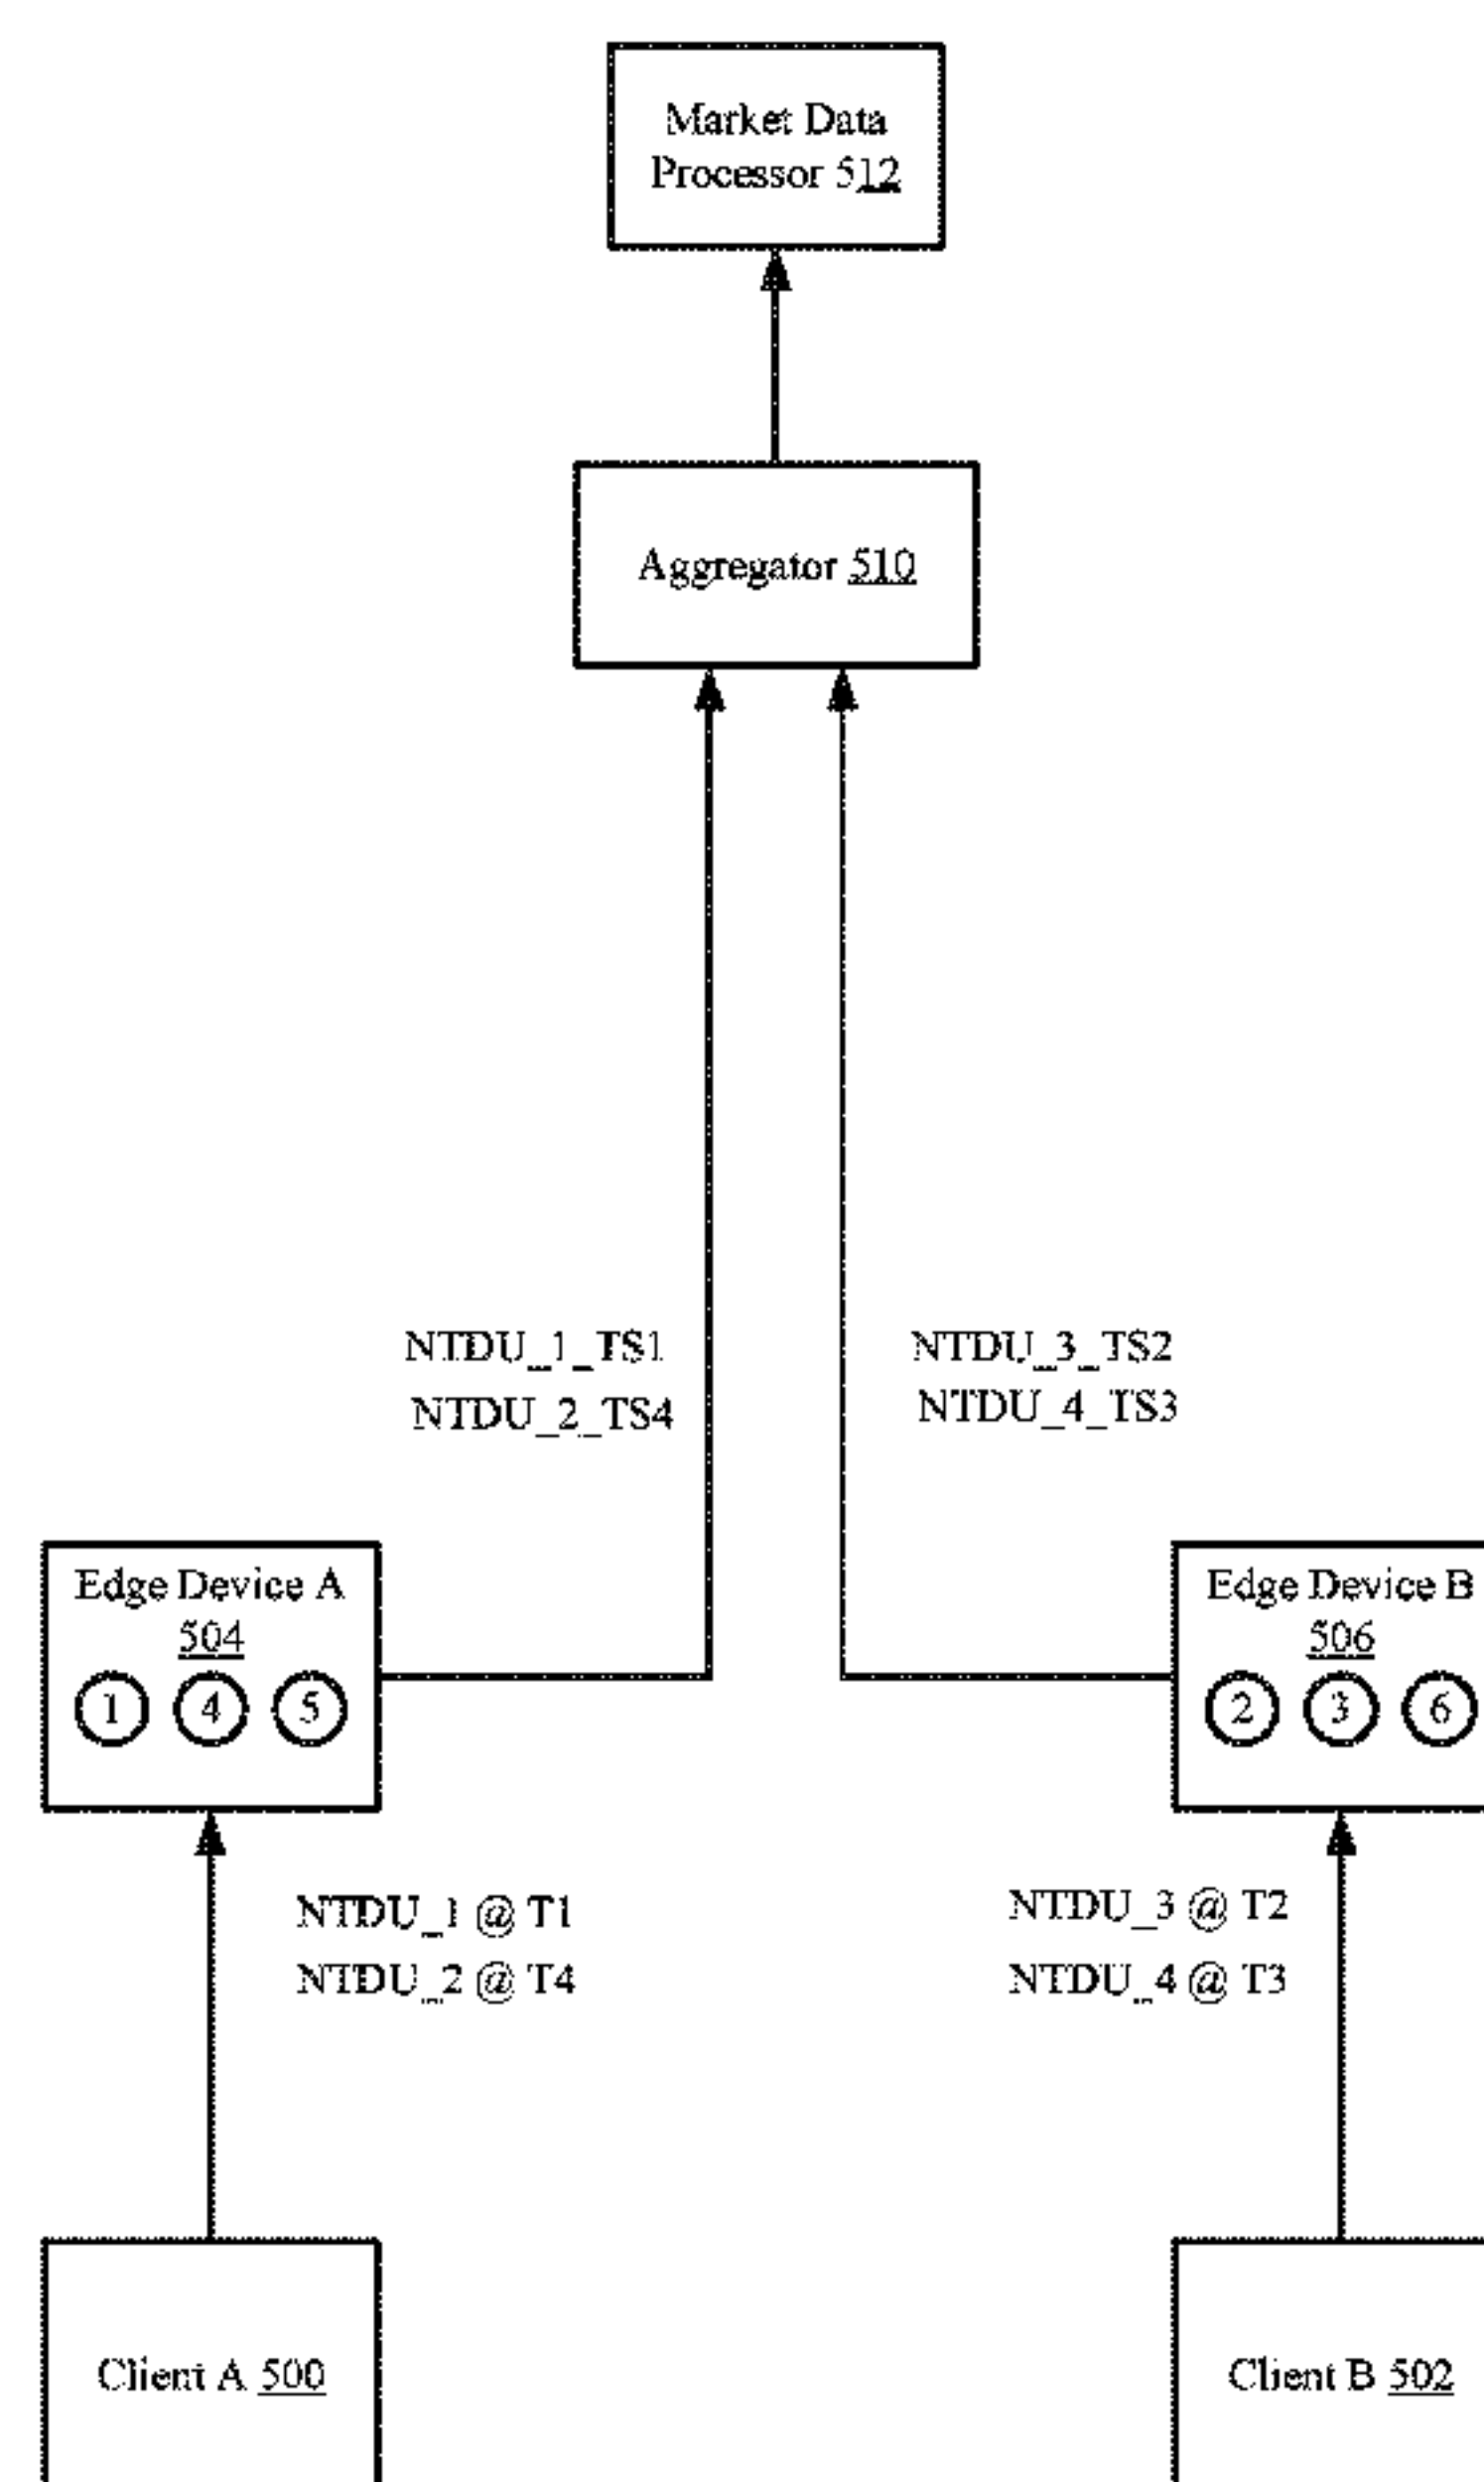 Market Data
Processor 512
Aggregator 510
NTDU_1_TS1
NTDU_2_TS4
NTDU_3_TS2
NTDU_4_TS3
Edge Device A
504
1 4 5
Edge Device B
506
2 3 6
NTDU_1 @ T1
NTDU_2 @ T4
NTDU_3 @ T2
NTDU_4 @ T3
Client A 500
Client B 502